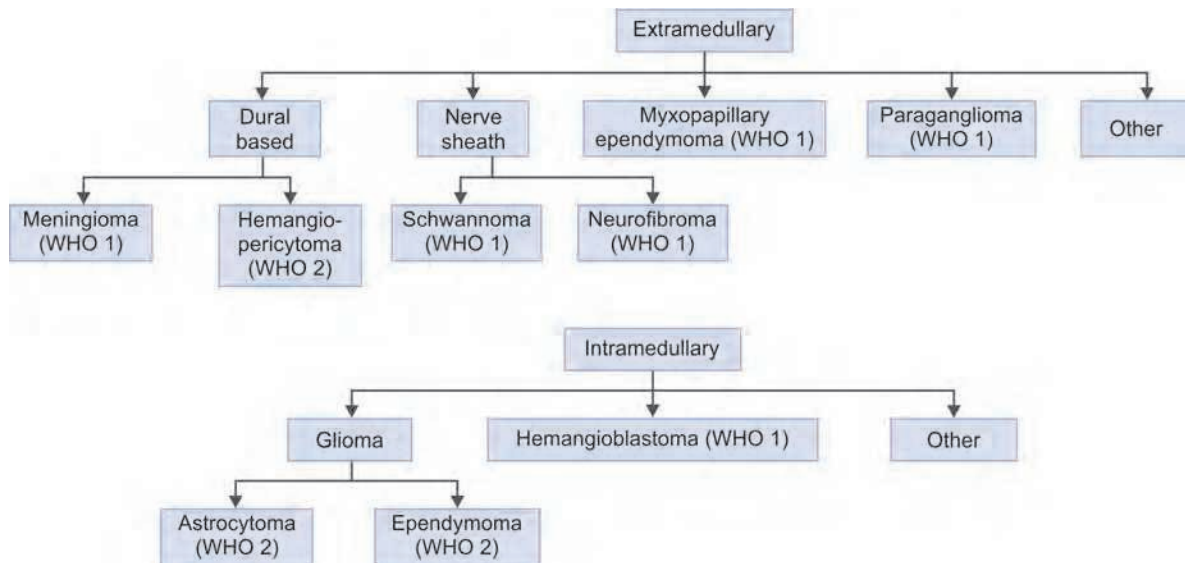 Extramedullary
Dural
based
Nerve
sheath
Myxopapillary
ependymoma (WHO 1)
Paraganglioma
(WHO 1)
Other
Meningioma
(WHO 1)
Hemangio-
pericytoma
(WHO 2)
Schwannoma
(WHO 1)
Neurofibroma
(WHO 1)
Intramedullary
Glioma
Hemangioblastoma (WHO 1)
Other
Astrocytoma
(WHO 2)
Ependymoma
(WHO 2)